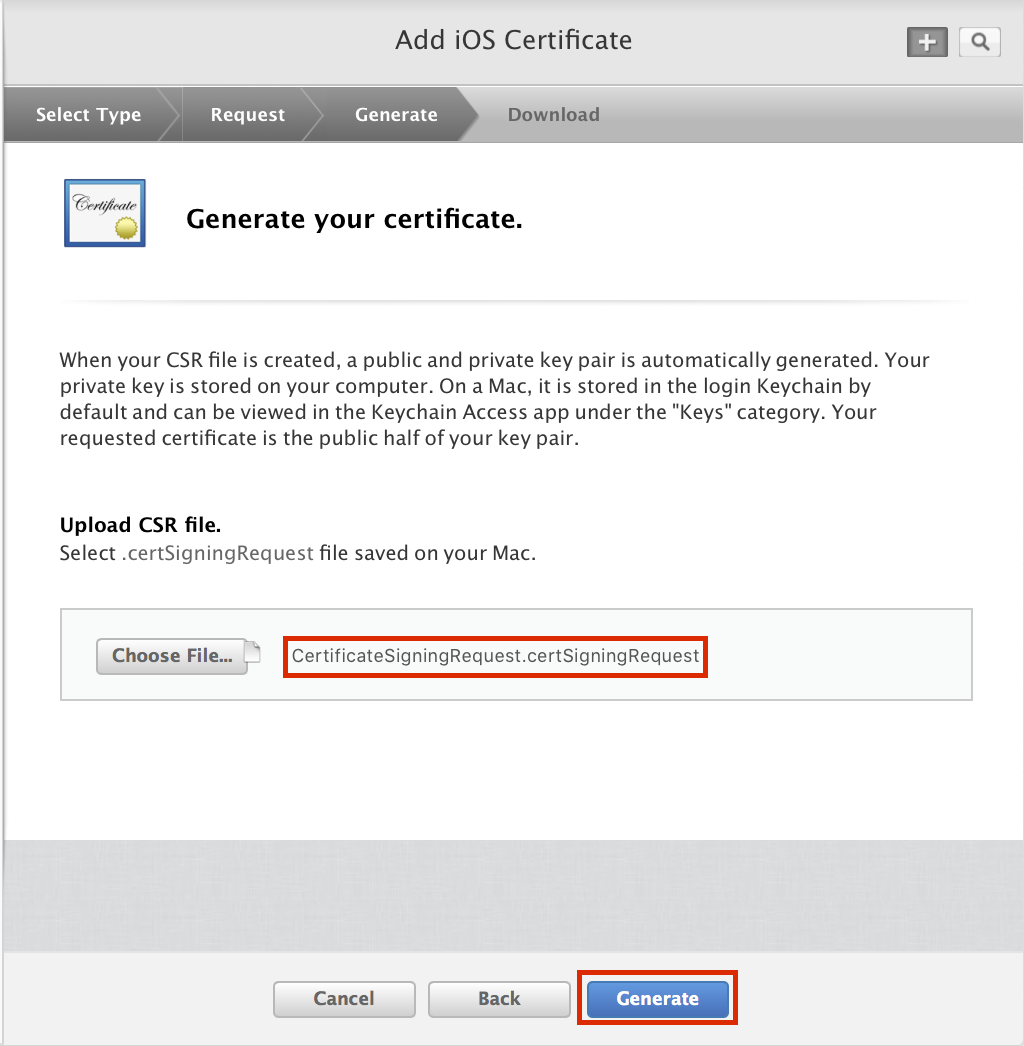 Add iOS Certificate
Select Type
Request
Generate
Download
Certificate
Generate your certificate.
When your CSR file is created, a public and private key pair is automatically generated. Your
private key is stored on your computer. On a Mac, it is stored in the login Keychain by
default and can be viewed in the Keychain Access app under the "Keys" category. Your
requested certificate is the public half of your key pair.
Upload CSR file.
Select .certSigningRequest file saved on your Mac.
Choose File...
CertificateSigningRequest.certSigningRequest
Cancel
Back
Generate